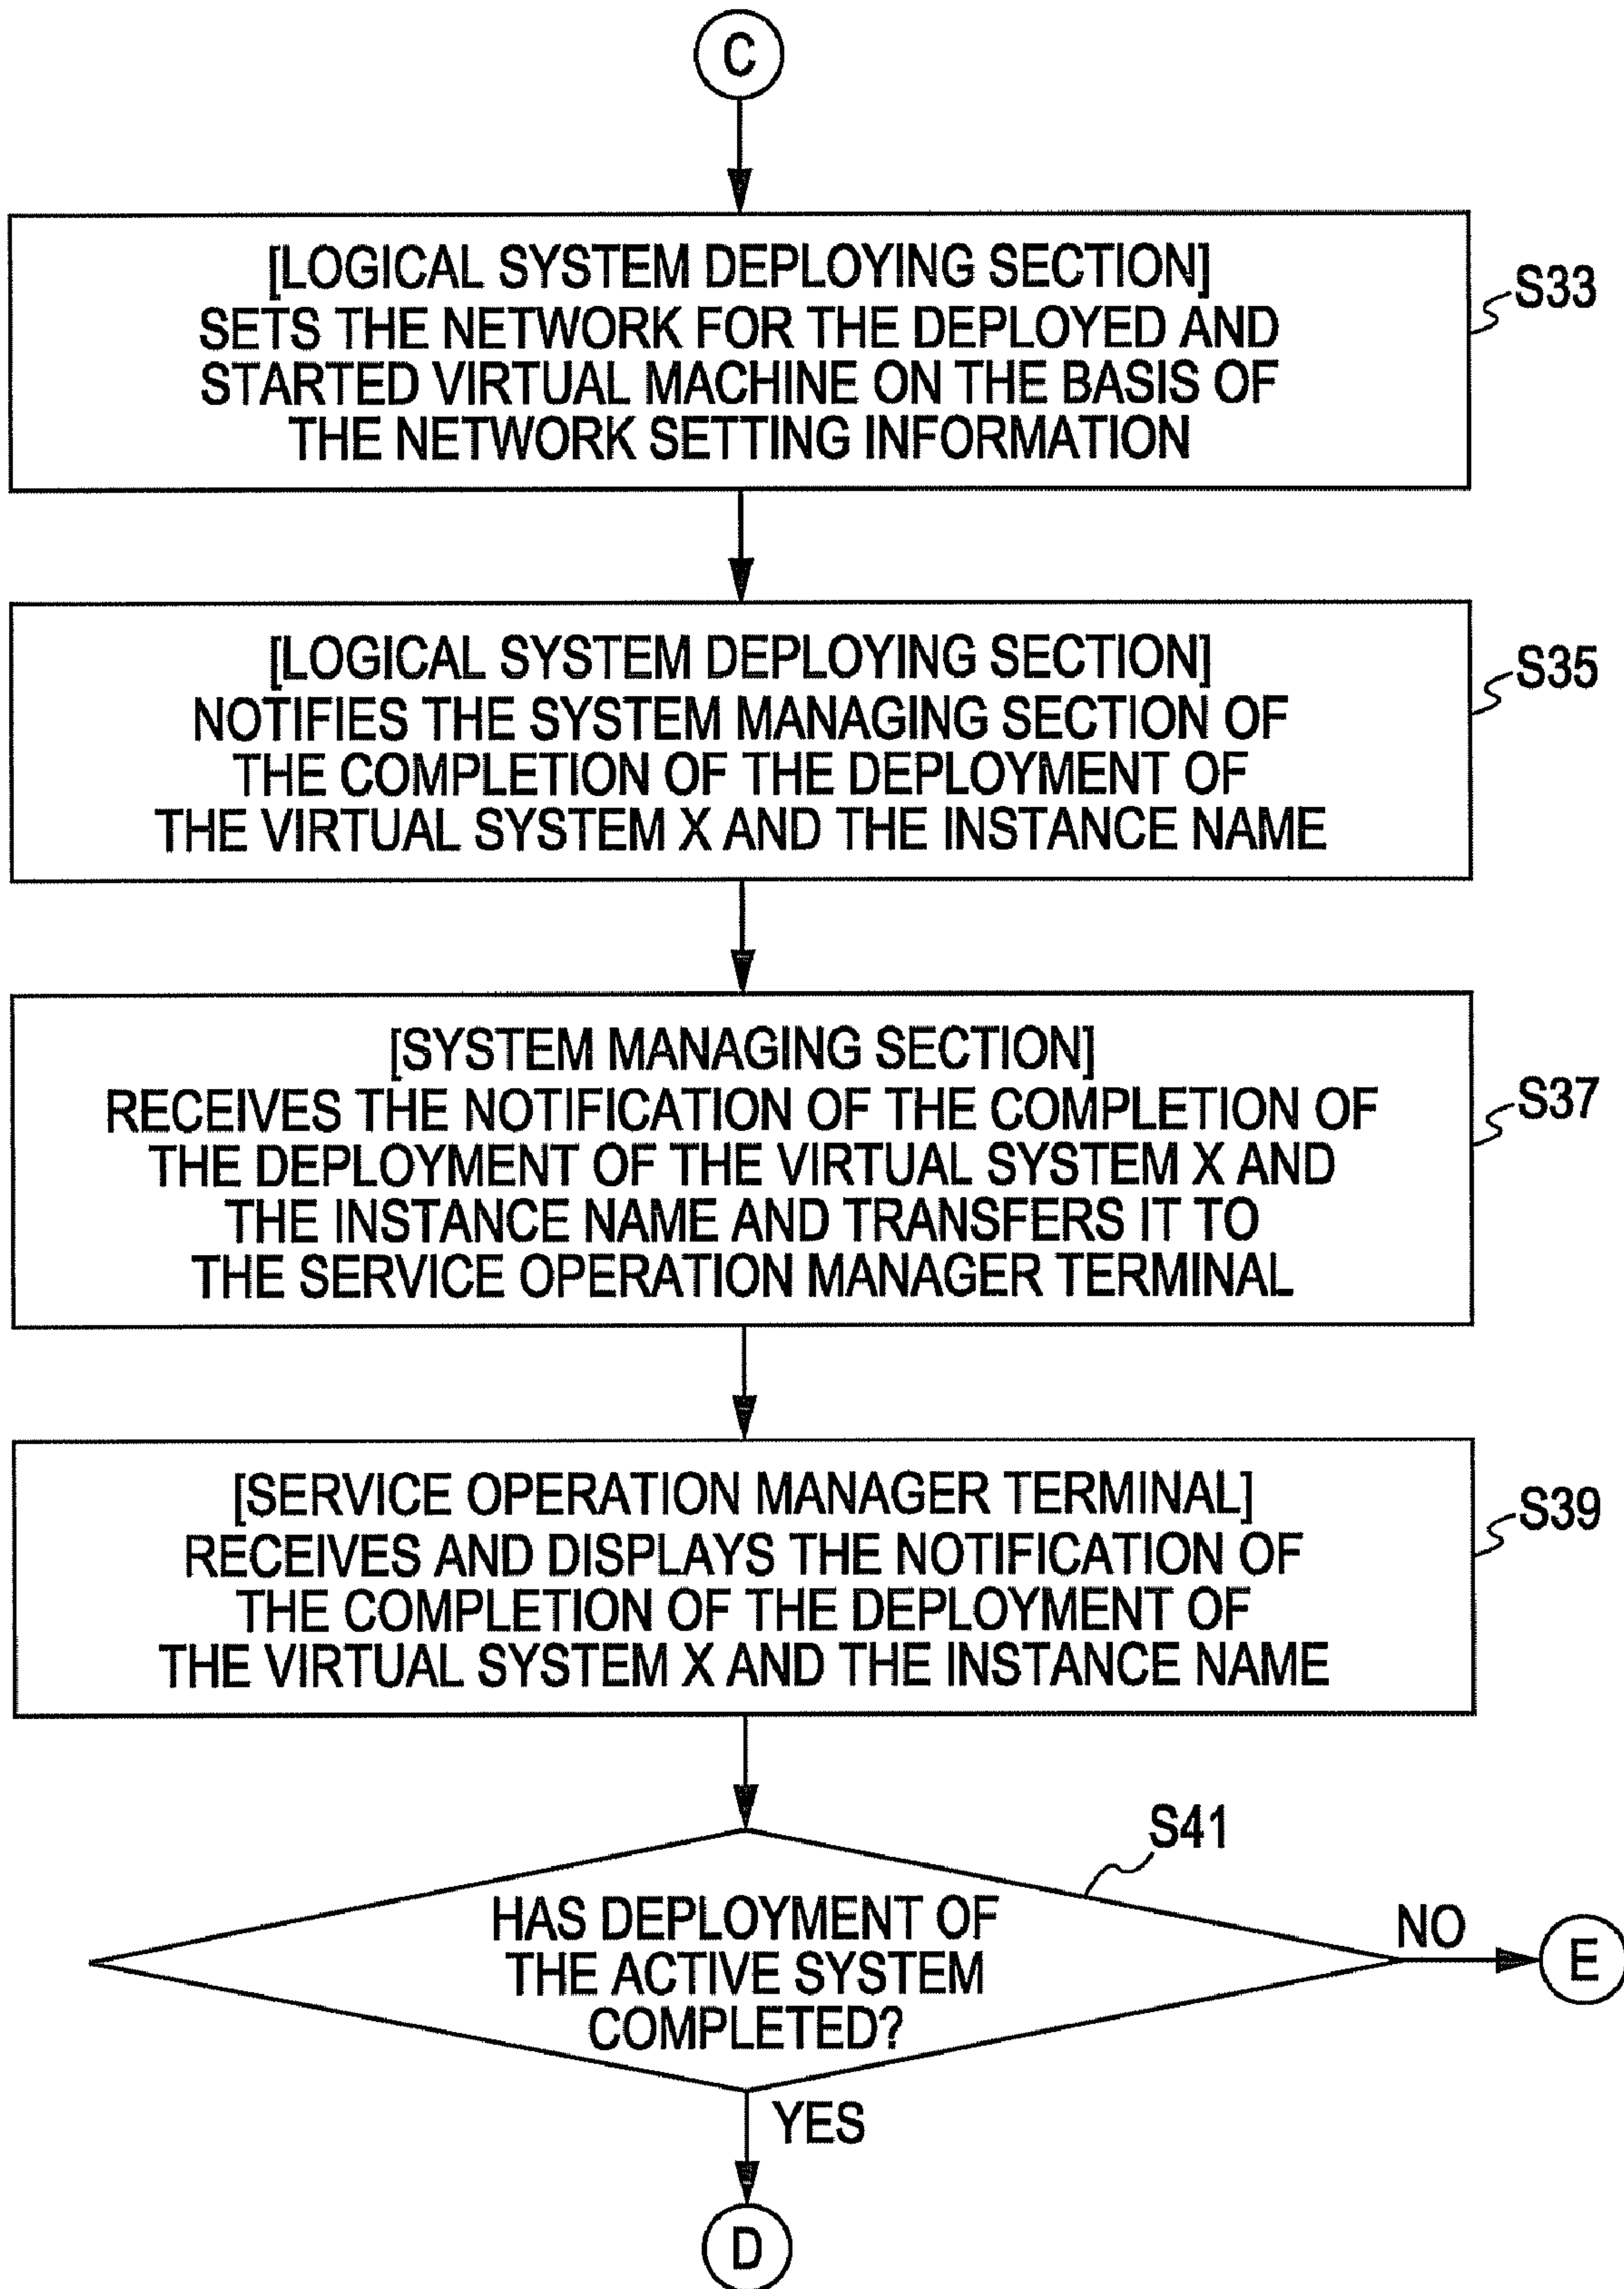 C
[LOGICAL SYSTEM DEPLOYING SECTION]
SETS THE NETWORK FOR THE DEPLOYED AND
STARTED VIRTUAL MACHINE ON THE BASIS OF
THE NETWORK SETTING INFORMATION
S33
[LOGICAL SYSTEM DEPLOYING SECTION]
NOTIFIES THE SYSTEM MANAGING SECTION OF
THE COMPLETION OF THE DEPLOYMENT OF
THE VIRTUAL SYSTEM X AND THE INSTANCE NAME
S35
[SYSTEM MANAGING SECTION]
RECEIVES THE NOTIFICATION OF THE COMPLETION OF
THE DEPLOYMENT OF THE VIRTUAL SYSTEM X AND
THE INSTANCE NAME AND TRANSFERS IT TO
THE SERVICE OPERATION MANAGER TERMINAL
S37
[SERVICE OPERATION MANAGER TERMINAL]
RECEIVES AND DISPLAYS THE NOTIFICATION OF
THE COMPLETION OF THE DEPLOYMENT OF
THE VIRTUAL SYSTEM X AND THE INSTANCE NAME
S39
S41
HAS DEPLOYMENT OF
THE ACTIVE SYSTEM
COMPLETED?
NO
E
YES
D